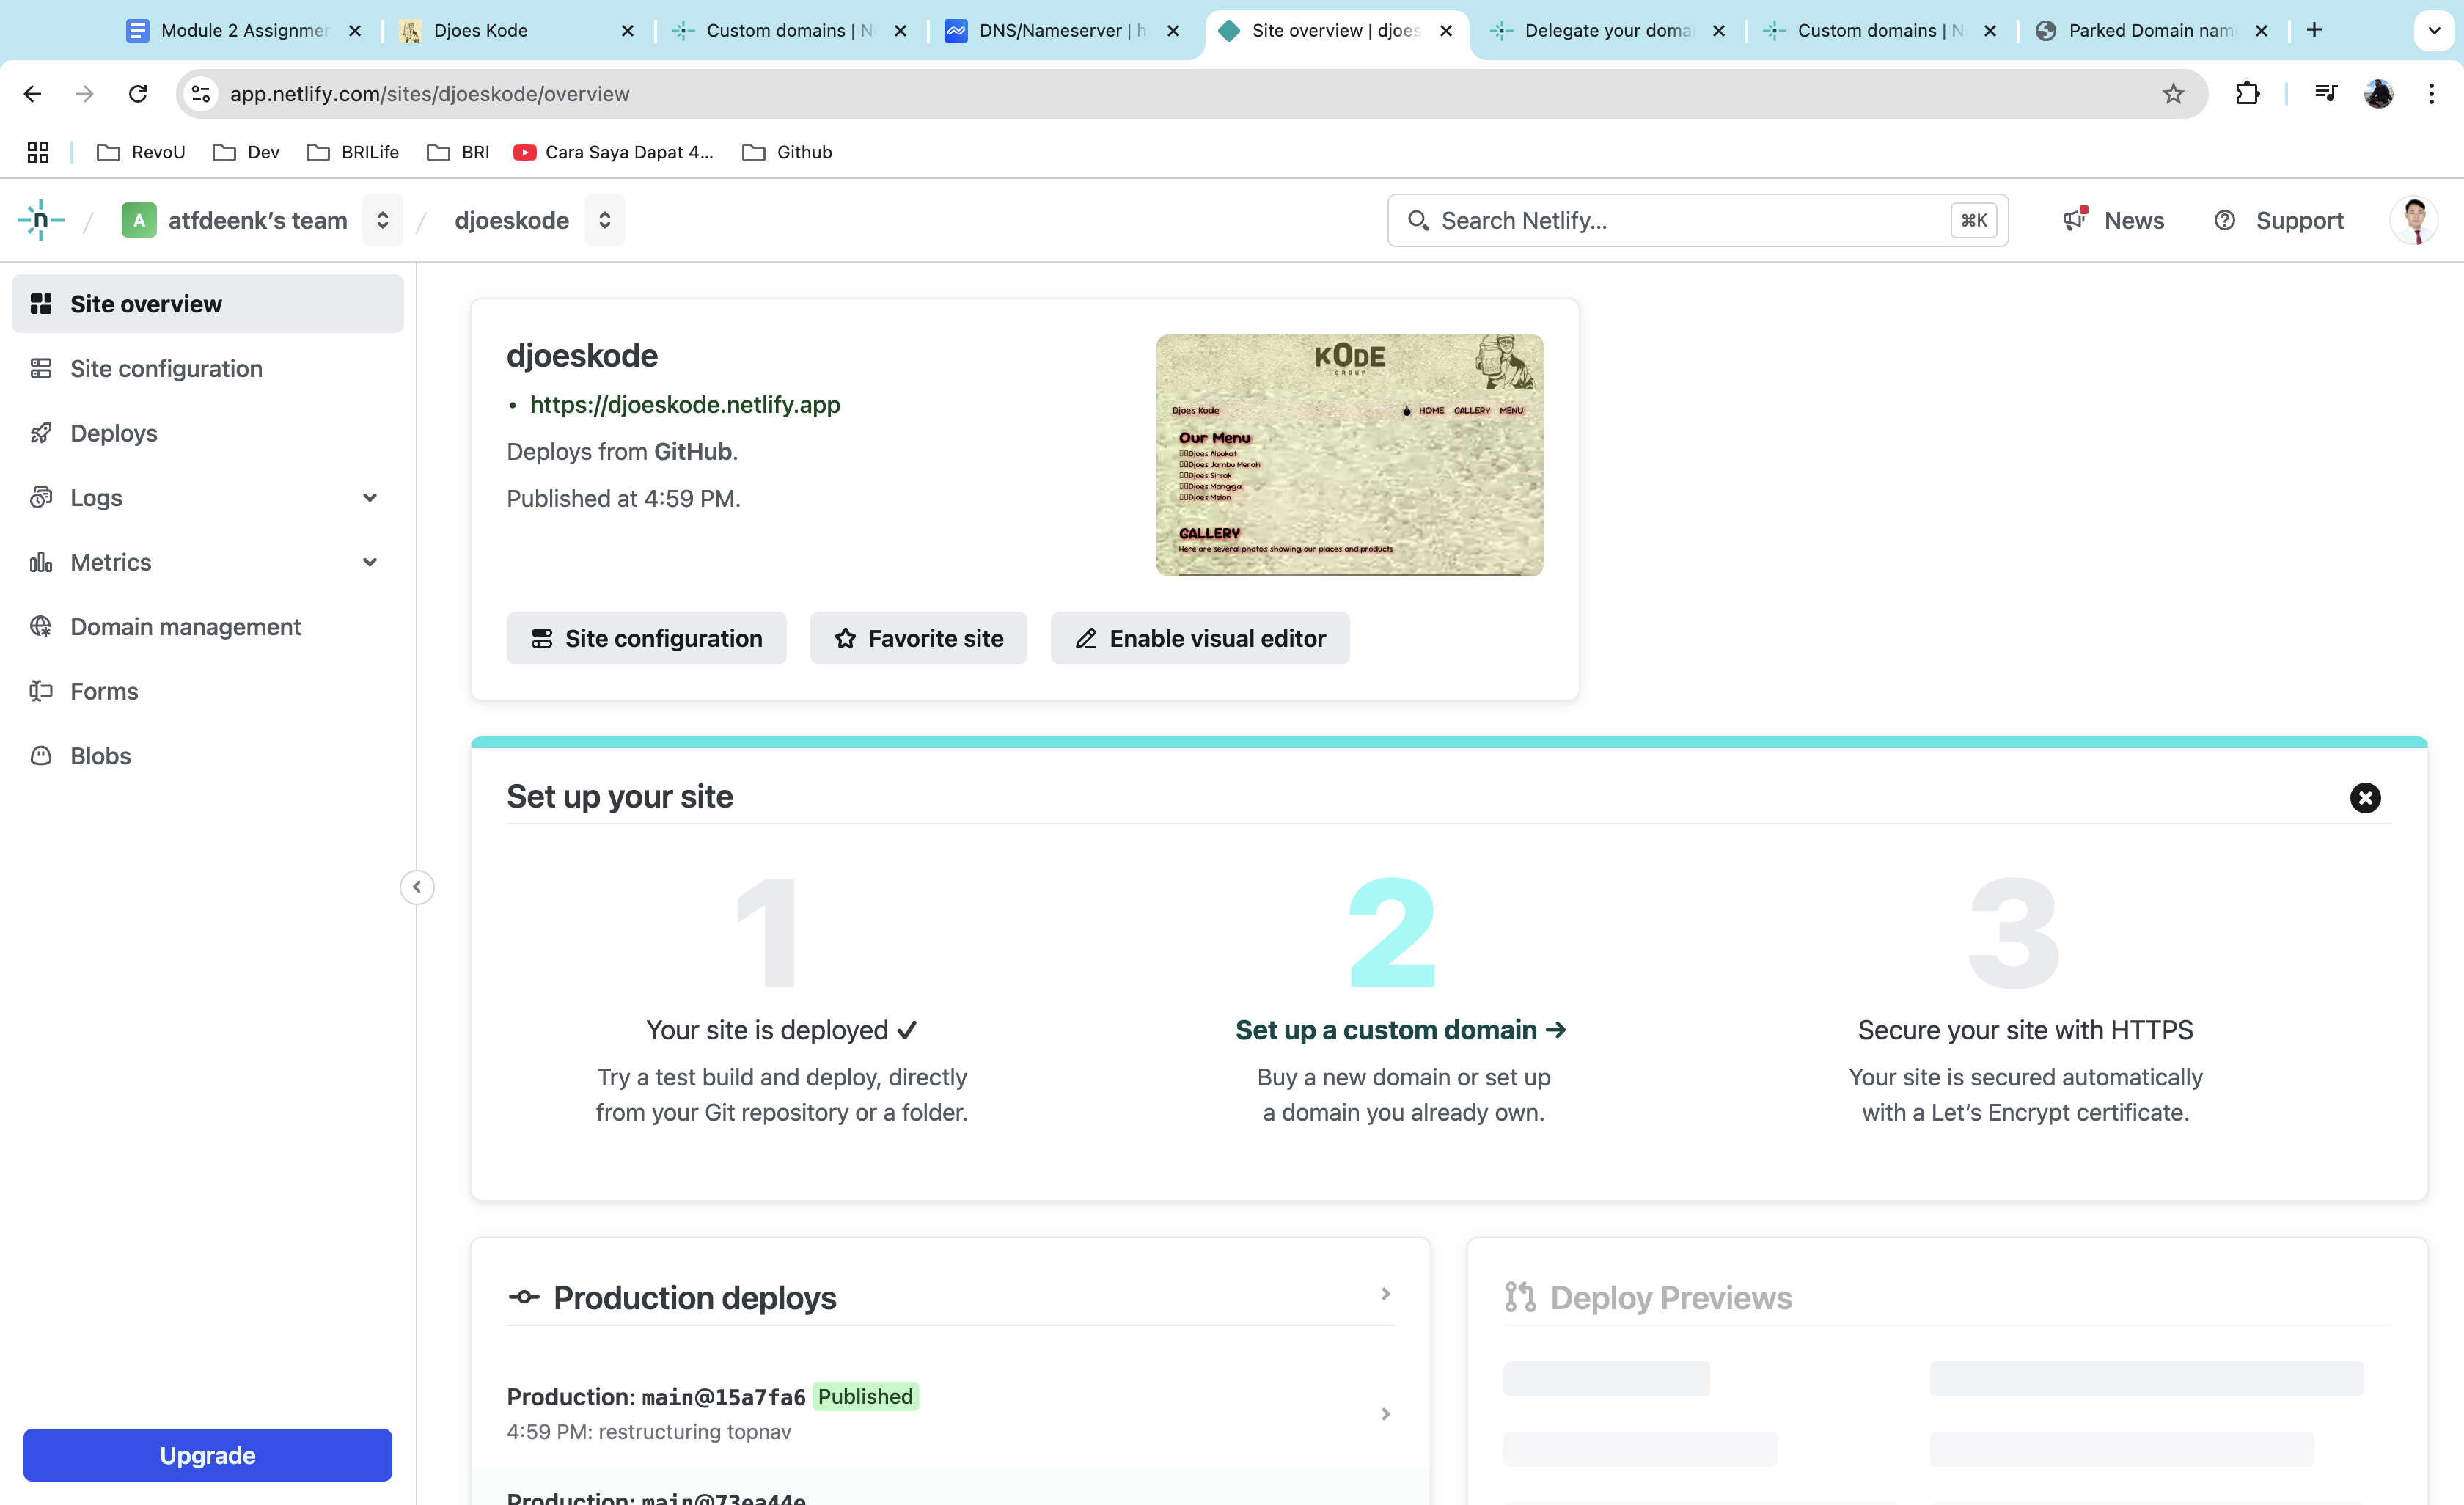 Module 2 Assignmer
Djoes Kode
Custom domains | N
DNS/Nameserver | h
Site overview | djoes
Delegate your doma
Custom domains | N
Parked Domain nam
app.netlify.com/sites/djoeskode/overview
RevoU
Dev
BRILife
BRI
Cara Saya Dapat 4...
Github
n
/
A
atfdeenk's team
/
djoeskode
Search Netlify...
⌘K
News
Support
Site overview
Site configuration
Deploys
Logs
Metrics
Domain management
Forms
Blobs
Upgrade
djoeskode
• https://djoeskode.netlify.app
Deploys from GitHub.
Published at 4:59 PM.
KODE
GROUP
Djoes Kode
HOME GALLERY MENU
Our Menu
Djoes Alpukat
Djoes Jambu Merah
Djoes Sirsak
Djoes Mangga
Djoes Melon
GALLERY
Here are several photos showing our places and products
Site configuration
Favorite site
Enable visual editor
Set up your site
1
Your site is deployed ✓
Try a test build and deploy, directly
from your Git repository or a folder.
2
Set up a custom domain →
Buy a new domain or set up
a domain you already own.
3
Secure your site with HTTPS
Your site is secured automatically
with a Let's Encrypt certificate.
Production deploys
Production: main@15a7fa6 Published
4:59 PM: restructuring topnav
Production: main@73ea44e
Deploy Previews